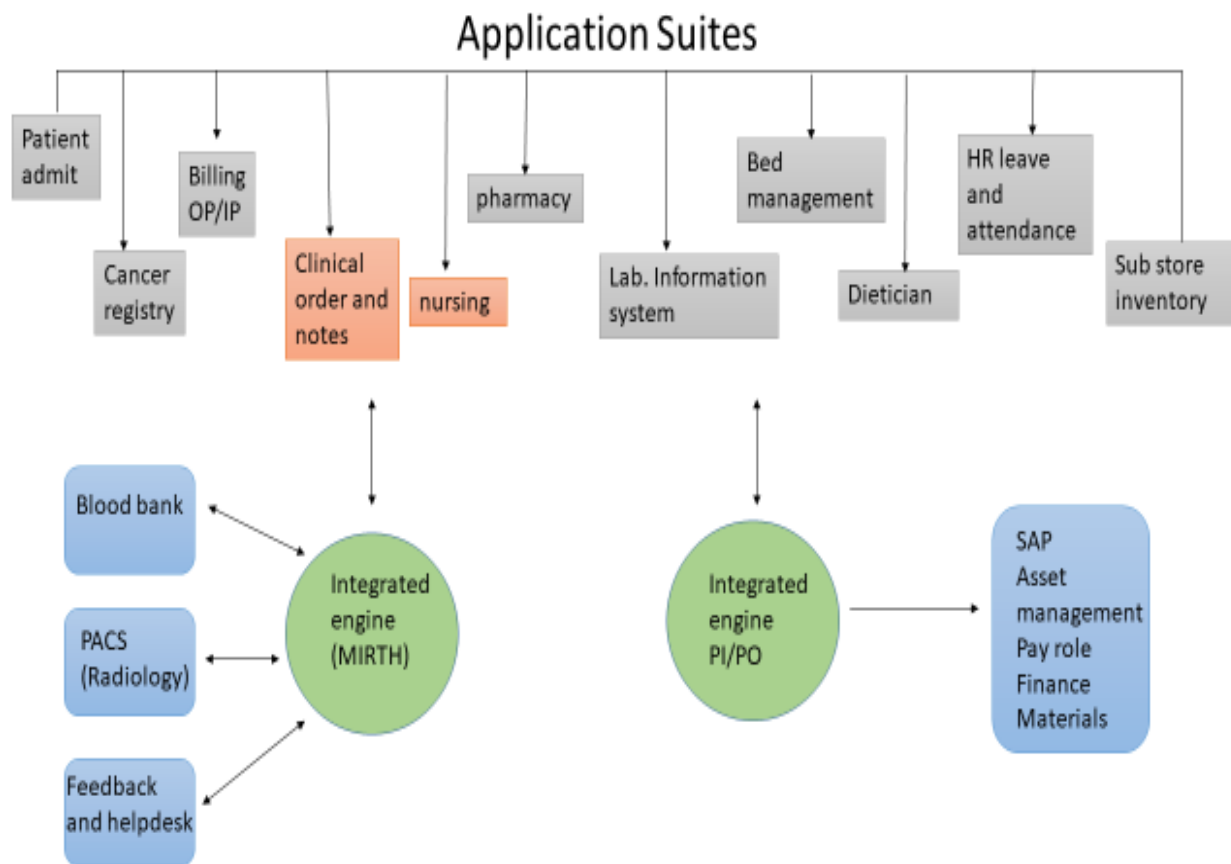 Application Suites
Patient
admit
Cancer
registry
Billing
OP/IP
Clinical
order and
notes
nursing
pharmacy
Lab. Information
system
Bed
management
Dietician
HR leave
and
attendance
Sub store
inventory
Blood bank
PACS
(Radiology)
Feedback
and helpdesk
Integrated
engine
(MIRTH)
Integrated
engine
PI/PO
SAP
Asset
management
Pay role
Finance
Materials